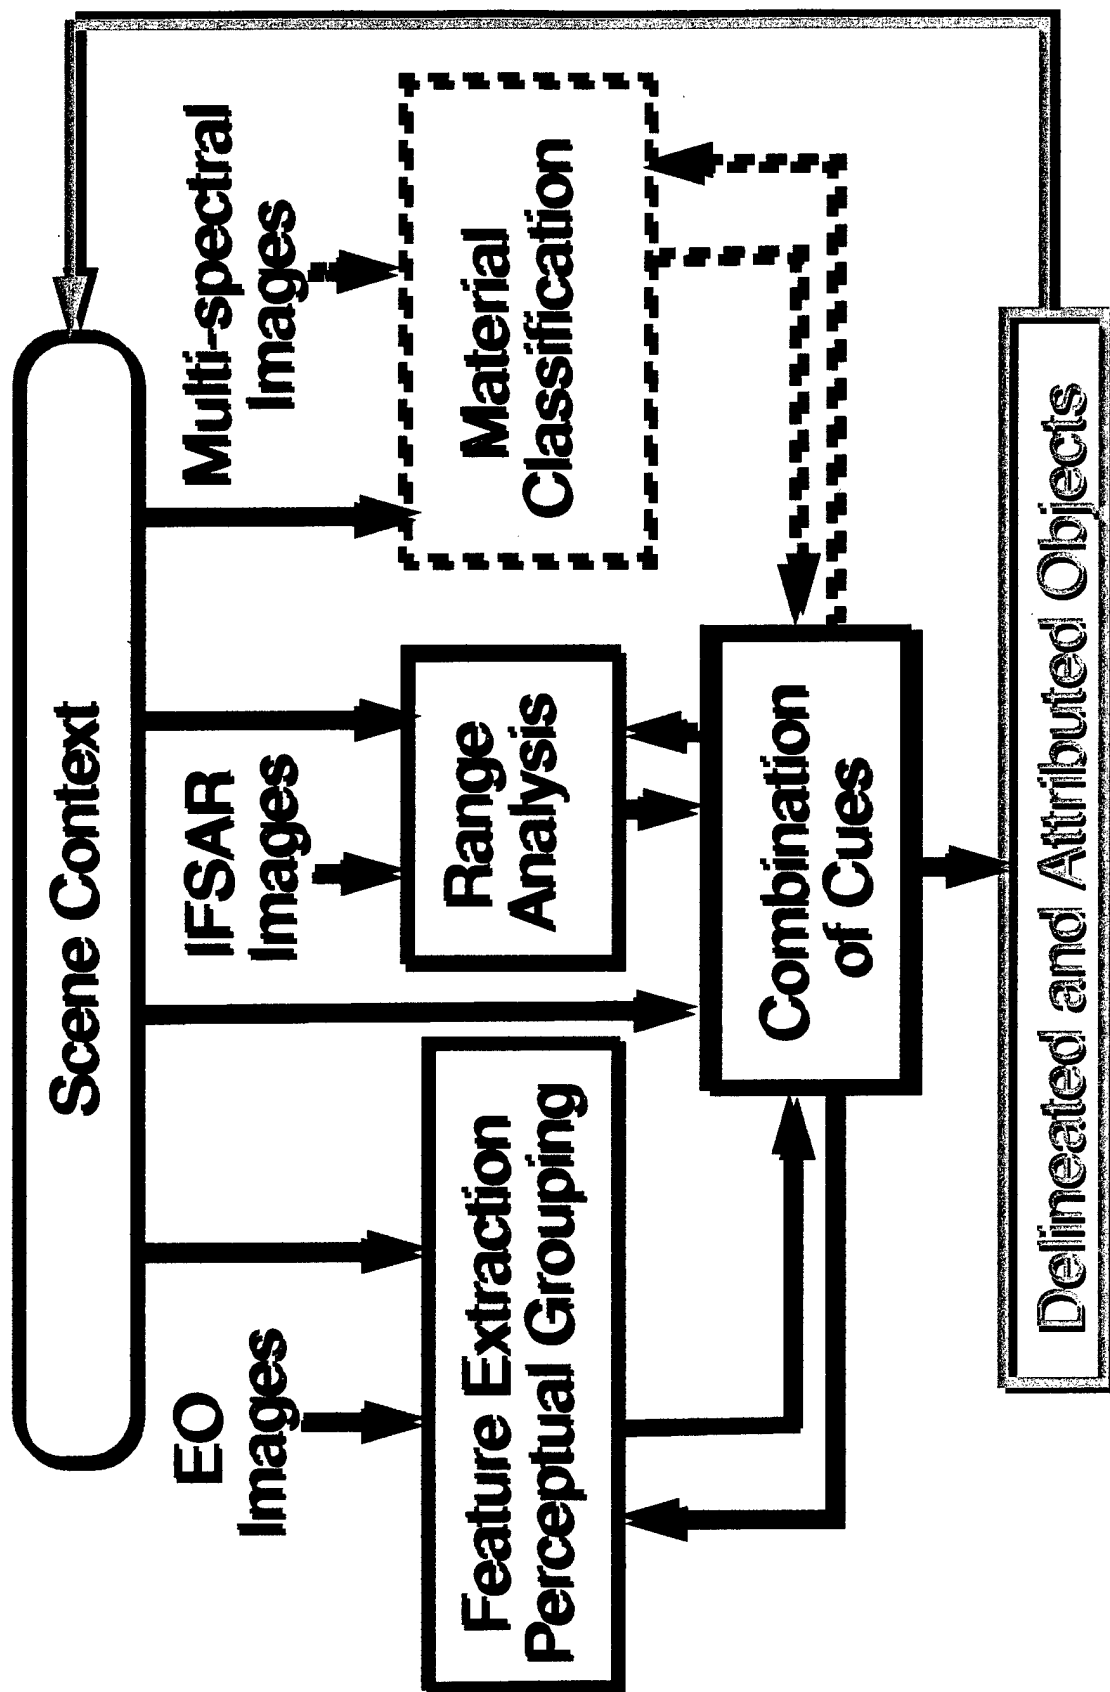 Scene Context
EO
Images
IFSAR
Images
Multi-spectral
Images
Feature Extraction
Perceptual Grouping
Range
Analysis
Material
Classification
Combination
of Cues
Delineated and Attributed Objects